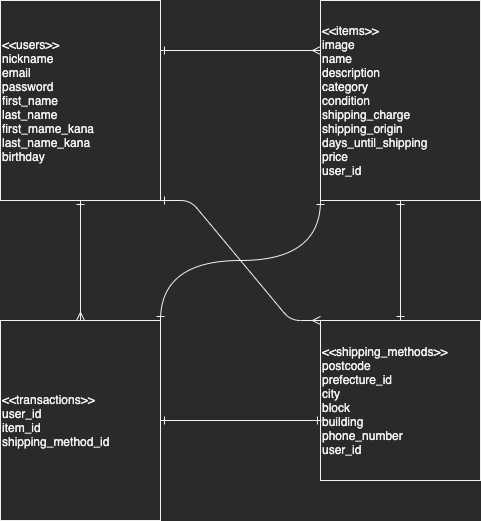 <<users>>
nickname
email
password
first_name
last_name
first_mame_kana
last_name_kana
birthday
<<items>>
image
name
description
category
condition
shipping_charge
shipping_origin
days_until_shipping
price
user_id
<<transactions>>
user_id
item_id
shipping_method_id
<<shipping_methods>>
postcode
prefecture_id
city
block
building
phone_number
user_id